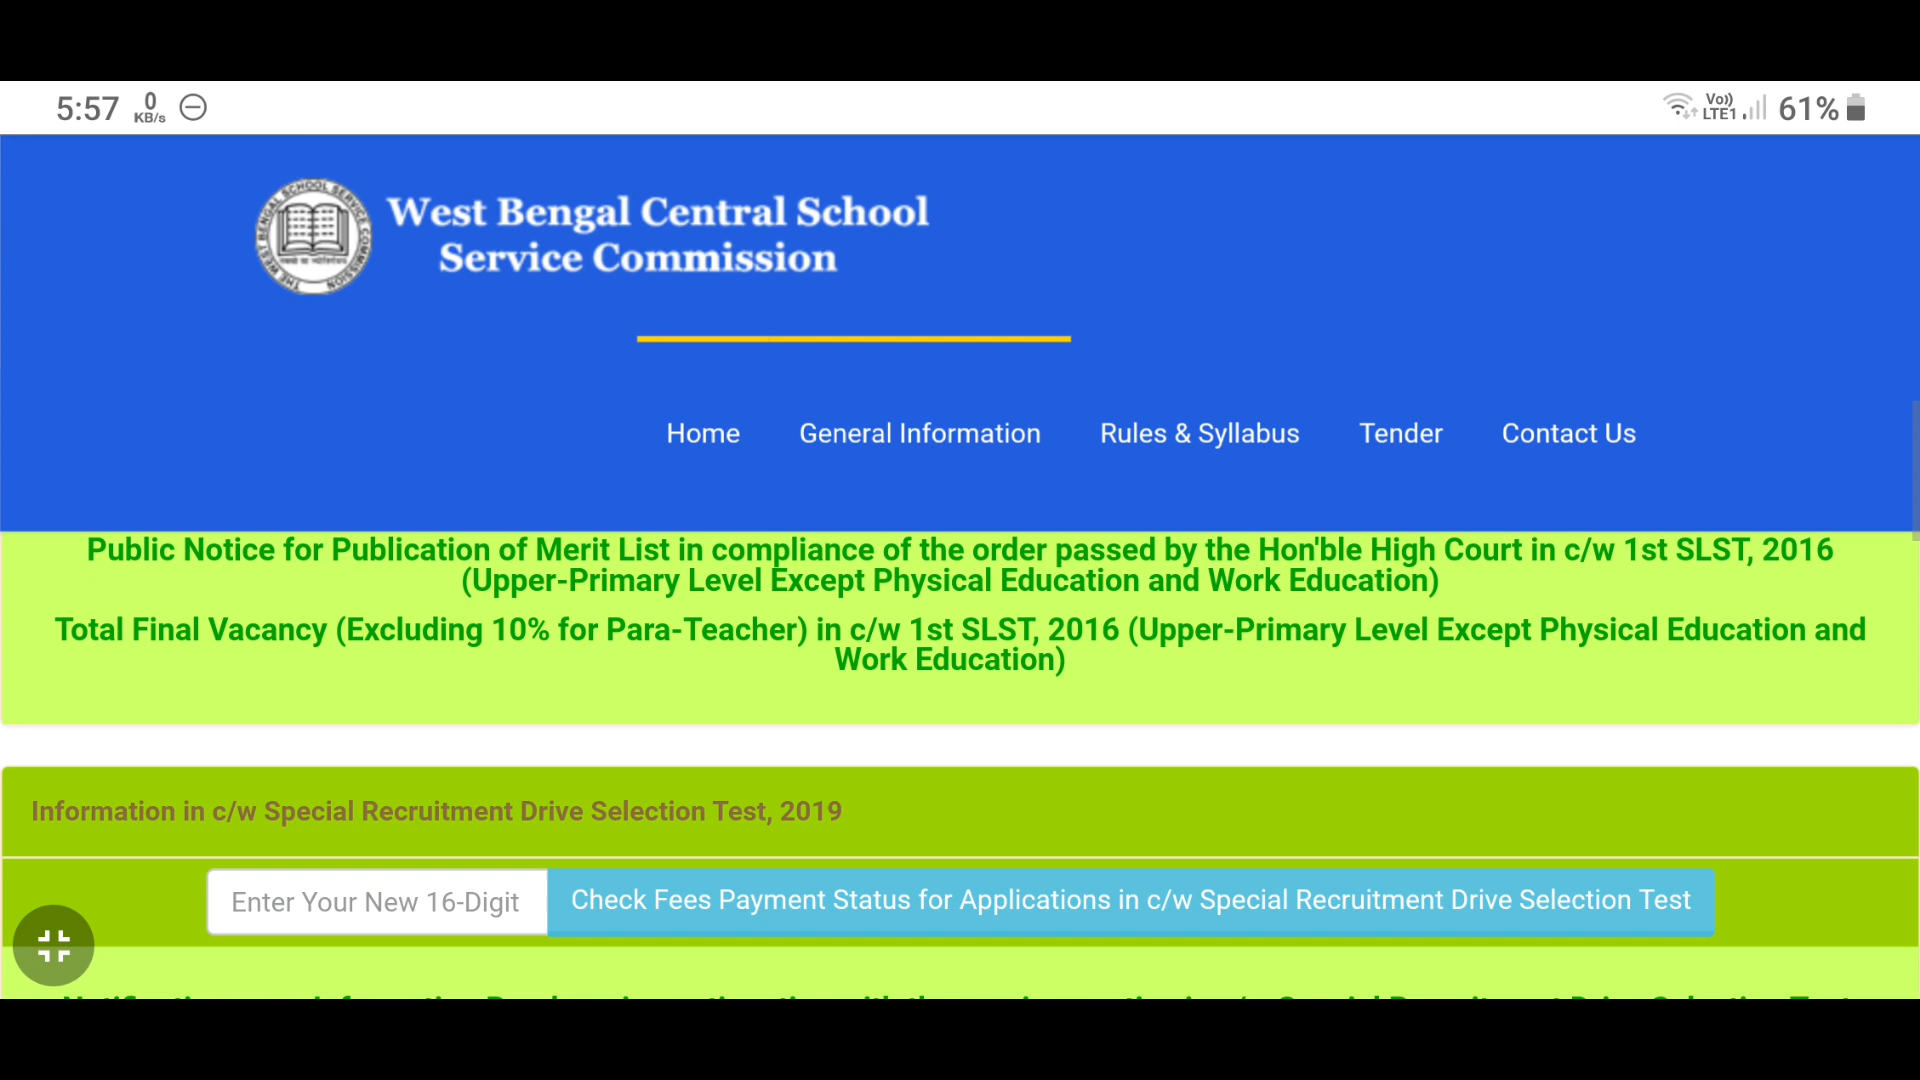 5:57 0 KB/s Vo)) LTE1 61%
West Bengal Central School
Service Commission
Home General Information Rules & Syllabus Tender Contact Us
Public Notice for Publication of Merit List in compliance of the order passed by the Hon'ble High Court in c/w 1st SLST, 2016
(Upper-Primary Level Except Physical Education and Work Education)
Total Final Vacancy (Excluding 10% for Para-Teacher) in c/w 1st SLST, 2016 (Upper-Primary Level Except Physical Education and
Work Education)
Information in c/w Special Recruitment Drive Selection Test, 2019
Enter Your New 16-Digit Check Fees Payment Status for Applications in c/w Special Recruitment Drive Selection Test